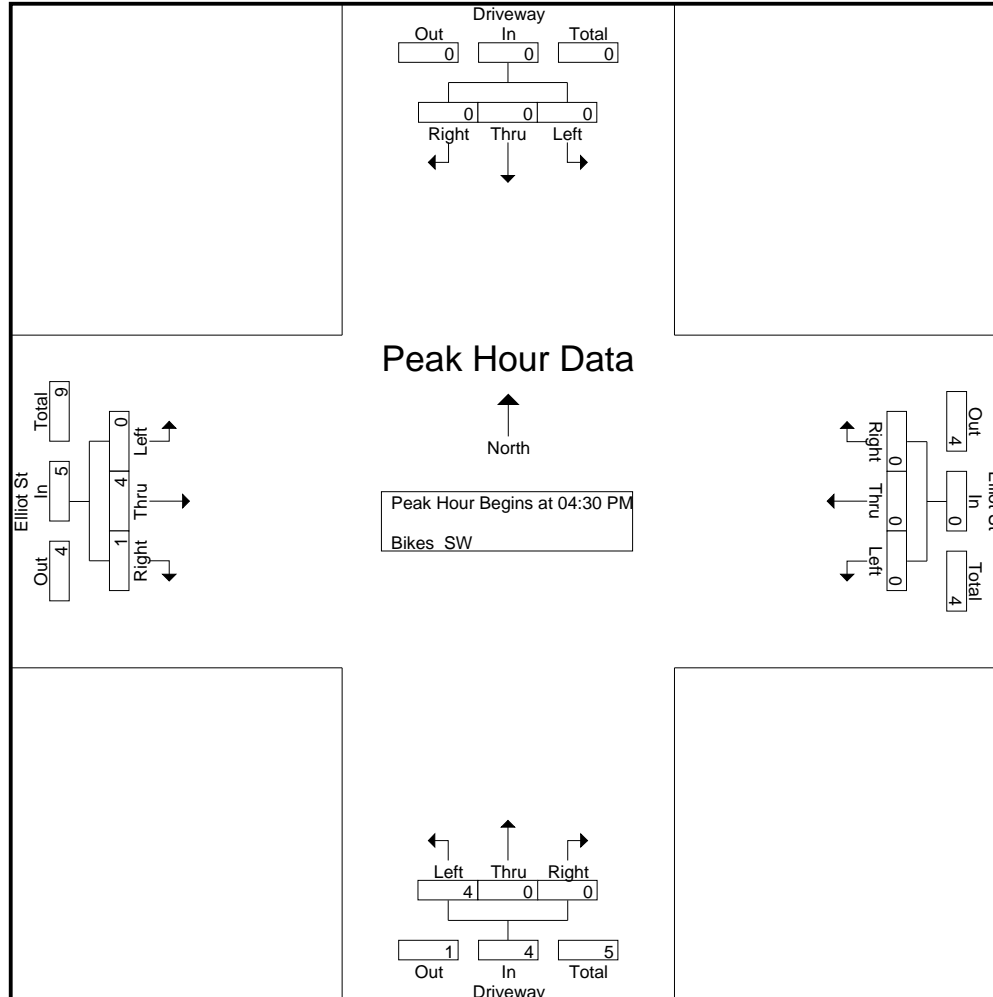 Driveway
Out In Total
0 0 0
0 0 0
Right Thru Left
Peak Hour Data
North
Peak Hour Begins at 04:30 PM
Bikes SW
Elliot St
Total In Out
9 5 4
0 4 1
Left Thru Right
Out In Total
4 0 4
0 0 0
Right Thru Left
Left Thru Right
4 0 0
1 4 5
Out In Total
Driveway